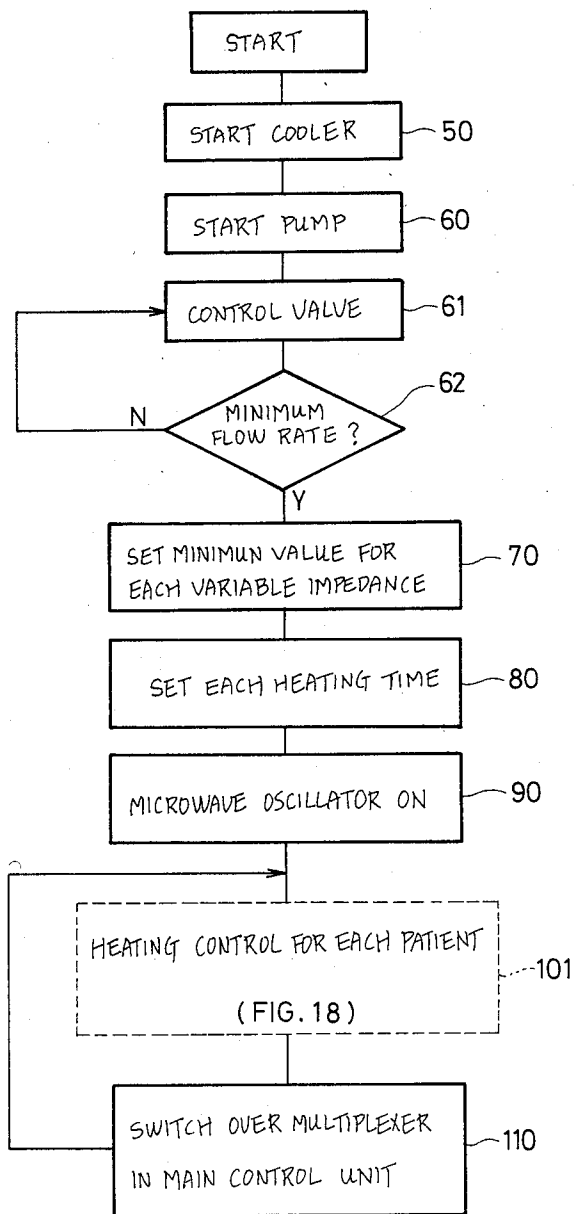 START
START COOLER
50
START PUMP
60
CONTROL VALUE
61
MINIMUM
FLOW RATE ?
62
N
Y
SET MINIMUN VALUE FOR
EACH VARIABLE IMPEDANCE
70
SET EACH HEATING TIME
80
MICROWAVE OSCILLATOR ON
90
HEATING CONTROL FOR EACH PATIENT
(FIG. 18)
101
SWITCH OVER MULTIPLEXER
IN MAIN CONTROL UNIT
110